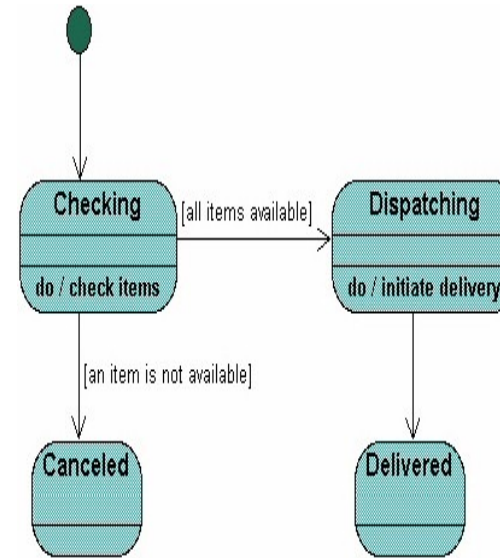 Checking
[all items available]
Dispatching
do / check items
do / initiate delivery
[an item is not available]
Canceled
Delivered